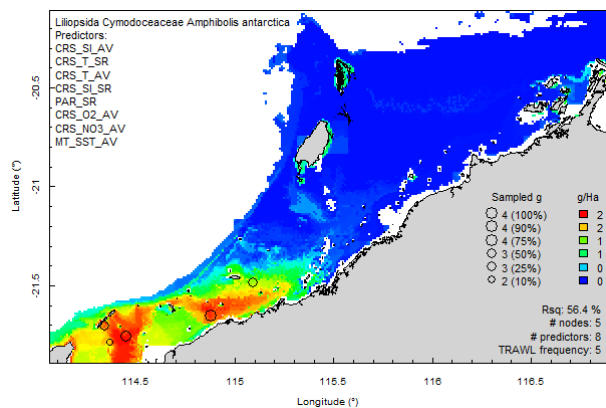 Liliopsida Cymodoceaceae Amphibolis antarctica
Predictors:
CRS_SI_AV
CRS_T_SR
CRS_T_AV
CRS_SI_SR
PAR_SR
CRS_O2_AV
CRS_NO3_AV
MT_SST_AV
-20.5
-21
-21.5
Latitude (°)
Sampled g g/Ha
4 (100%) 2
4 (90%) 2
4 (75%) 1
3 (50%) 1
3 (25%) 0
2 (10%) 0
Rsq: 56.4 %
# nodes: 5
# predictors: 8
TRAWL frequency: 5
114.5 115 115.5 116 116.5
Longitude (°)